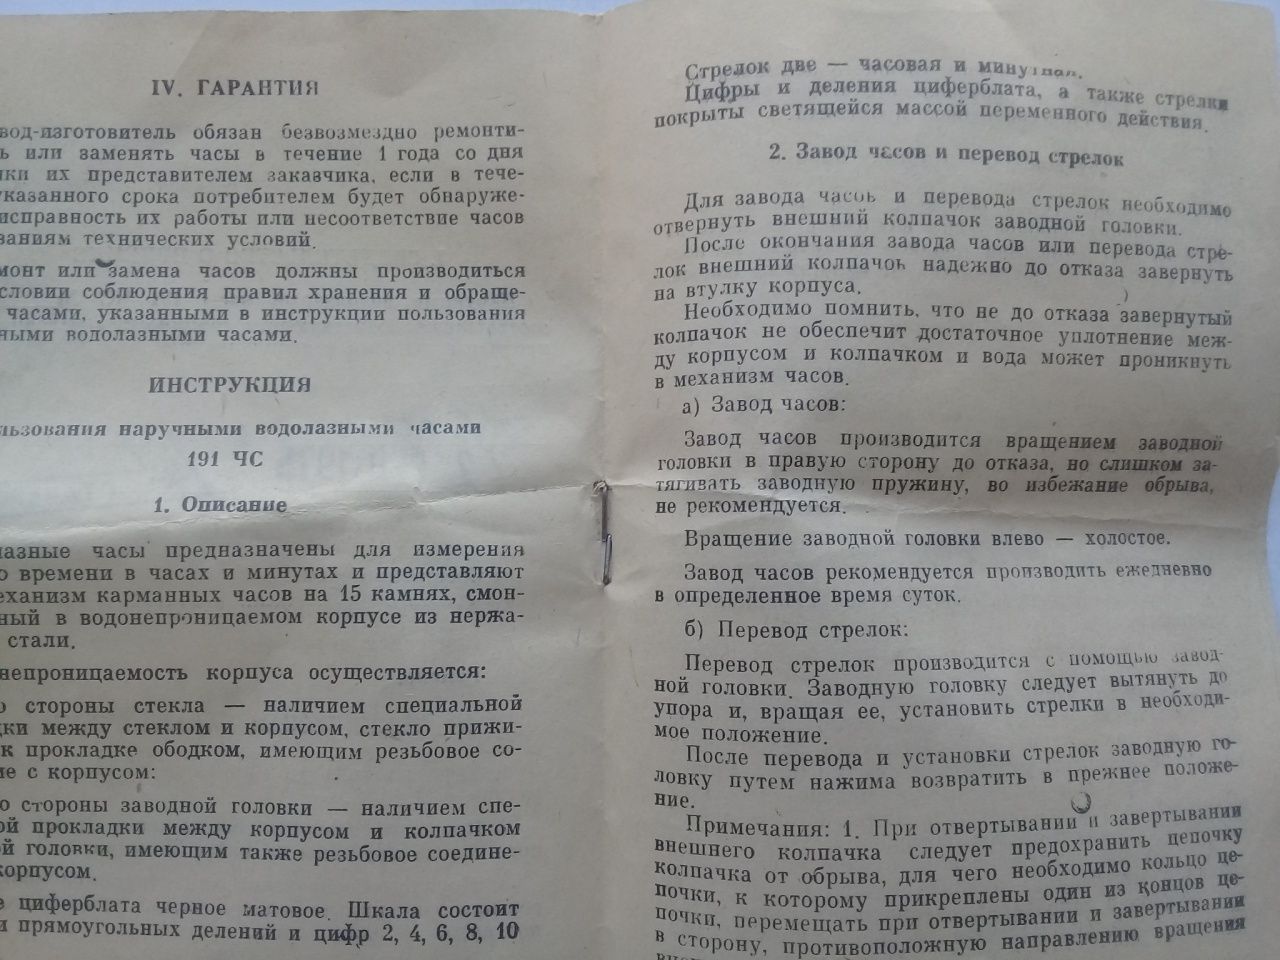 IV. ГАРАНТИЯ
вод-изготовитель обязан безвозмездно ремонти-
ь или заменять часы в течение 1 года со дня
ки их представителем заказчика, если в тече-
указанного срока потребителем будет обнаруже-
исправность их работы или несоответствие часов
ваниям технических условий.
монт или замена часов должны производиться
словии соблюдения правил хранения и обраще-
часами, указанными в инструкции пользования
ными водолазными часами.
ИНСТРУКЦИЯ
льзования наручными водолазными часами
191 ЧС
1. Описание
лазные часы предназначены для измерения
о времени в часах и минутах и представляют
еханизм карманных часов на 15 камнях, смон-
ный в водонепроницаемом корпусе из нержа-
стали.
непроницаемость корпуса осуществляется:
о стороны стекла — наличием специальной
дки между стеклом и корпусом, стекло прижи-
к прокладке ободком, имеющим резьбовое со-
ие с корпусом:
о стороны заводной головки — наличием спе-
ой прокладки между корпусом и колпачком
й головки, имеющим также резьбовое соедине-
корпусом.
е циферблата черное матовое. Шкала состоит
и прямоугольных делений и цифр 2, 4, 6, 8, 10
Стрелок две — часовая и минутная.
Цифры и деления циферблата, а также стрелки
покрыты светящейся массой переменного действия.
2. Завод часов и перевод стрелок
Для завода часов и перевода стрелок необходимо
отвернуть внешний колпачок заводной головки.
После окончания завода часов или перевода стре-
лок внешний колпачок надежно до отказа завернуть
на втулку корпуса.
Необходимо помнить, что не до отказа завернутый
колпачок не обеспечит достаточное уплотнение меж-
ду корпусом и колпачком и вода может проникнуть
в механизм часов.
а) Завод часов:
Завод часов производится вращением заводной
головки в правую сторону до отказа, но слишком за-
тягивать заводную пружину, во избежание обрыва,
не рекомендуется.
Вращение заводной головки влево — холостое.
Завод часов рекомендуется производить ежедневно
в определенное время суток.
б) Перевод стрелок:
Перевод стрелок производится с помощью завод-
ной головки. Заводную головку следует вытянуть до
упора и, вращая ее, установить стрелки в необходи-
мое положение.
После перевода и установки стрелок заводную го-
ловку путем нажима возвратить в прежнее положе-
ние.
Примечания: 1. При отвертывании и завертывании
внешнего колпачка следует предохранить цепочку
колпачка от обрыва, для чего необходимо кольцо це-
почки, к которому прикреплены один из концов це-
почки, перемещать при отвертывании и завертывании
в сторону, противоположную направлению вращения